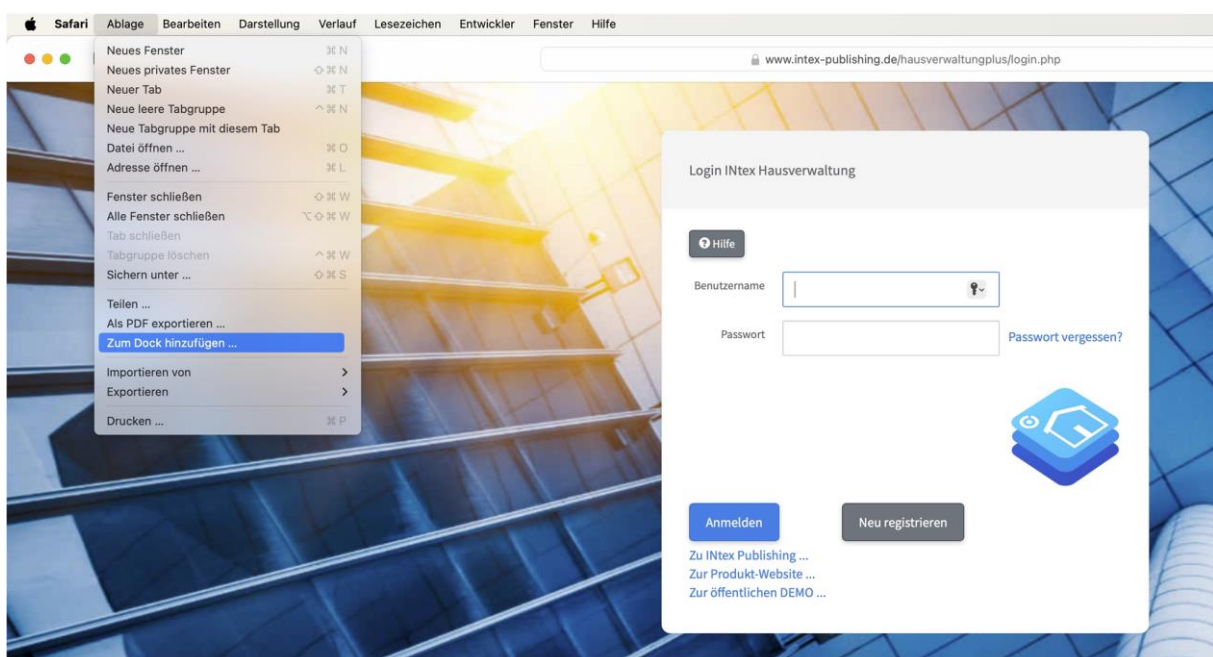 Safari Ablage Bearbeiten Darstellung Verlauf Lesezeichen Entwickler Fenster Hilfe
www.intex-publishing.de/hausverwaltungplus/login.php
Neues Fenster ⌘ N
Neues privates Fenster ⇧ ⌘ N
Neuer Tab ⌘ T
Neue leere Tabgruppe ^ ⌘ N
Neue Tabgruppe mit diesem Tab
Datei öffnen ... ⌘ O
Adresse öffnen ... ⌘ L
Fenster schließen ⇧ ⌘ W
Alle Fenster schließen ⌥ ⇧ ⌘ W
Tab schließen
Tabgruppe löschen ^ ⌘ W
Sichern unter ... ⇧ ⌘ S
Teilen ...
Als PDF exportieren ...
Zum Dock hinzufügen ...
Importieren von >
Exportieren >
Drucken ... ⌘ P
Login INtex Hausverwaltung
Hilfe
Benutzername
Passwort
Passwort vergessen?
Anmelden
Neu registrieren
Zu INtex Publishing ...
Zur Produkt-Website ...
Zur öffentlichen DEMO ...